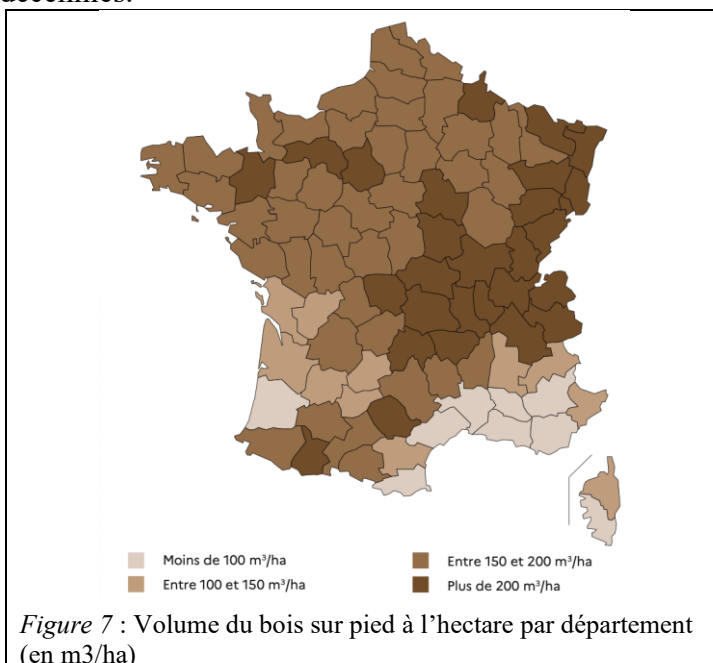 décennies.
Moins de 100 m³/ha
Entre 100 et 150 m³/ha
Entre 150 et 200 m³/ha
Plus de 200 m³/ha
Figure 7 : Volume du bois sur pied à l’hectare par département
(en m3/ha)